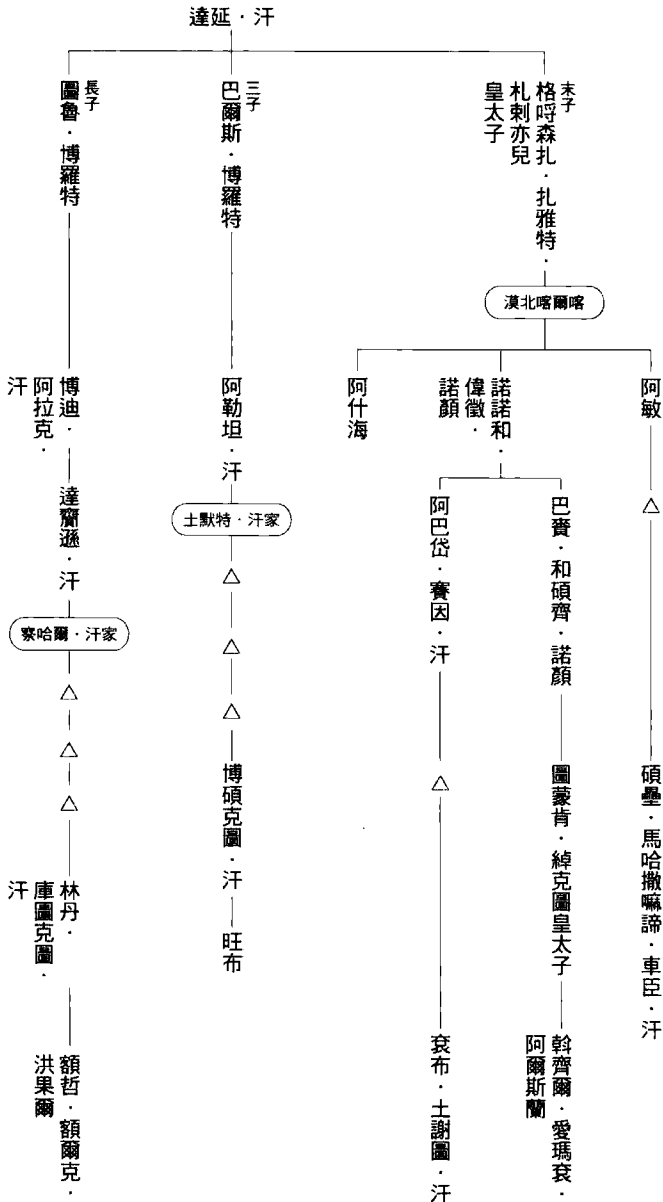 達延・汗
末子
格哷森扎・扎雅特・
札剌亦兒
皇太子
漠北喀爾喀
阿敏
△
碩壘・馬哈撒嘛諦・車臣・汗
諾諾和・
偉徵・
諾顏
巴賚・和碩齊・諾顏
圖蒙肯・綽克圖皇太子
斡齊爾・愛瑪袞・
阿爾斯蘭
阿巴岱・賽因・汗
△
袞布・土謝圖・汗
阿什海
三子
巴爾斯・博羅特
阿勒坦・汗
土默特・汗家
△
△
△
博碩克圖・汗
旺布
長子
圖魯・博羅特
博迪・
阿拉克・
汗
達賚遜・汗
察哈爾・汗家
△
△
△
林丹・
庫圖克圖・
汗
額哲・額爾克・
洪果爾